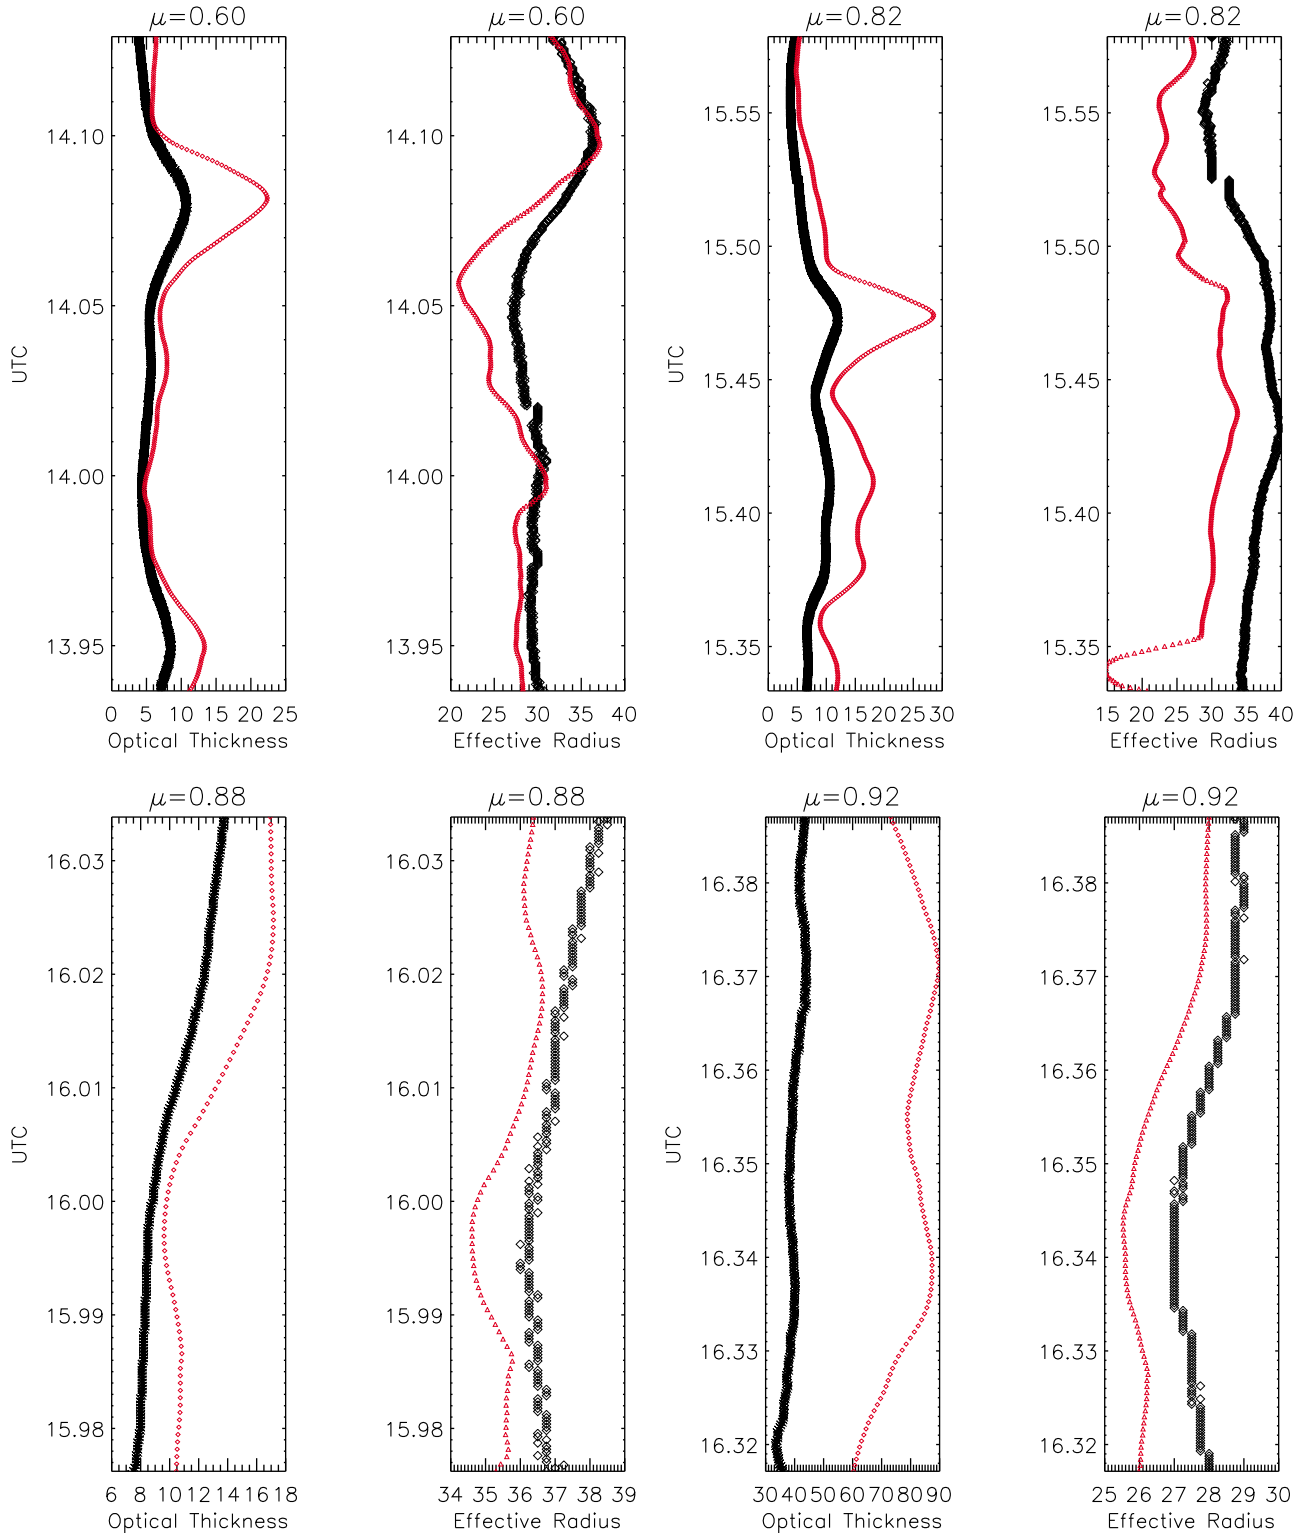 μ=0.60 μ=0.60 μ=0.82 μ=0.82
14.10
14.05
14.00
13.95
UTC
0 5 10 15 20 25
Optical Thickness
14.10
14.05
14.00
13.95
20 25 30 35 40
Effective Radius
15.55
15.50
15.45
15.40
15.35
UTC
0 5 10 15 20 25 30
Optical Thickness
15.55
15.50
15.45
15.40
15.35
15 20 25 30 35 40
Effective Radius
μ=0.88 μ=0.88 μ=0.92 μ=0.92
16.03
16.02
16.01
16.00
15.99
15.98
UTC
6 8 10 12 14 16 18
Optical Thickness
16.03
16.02
16.01
16.00
15.99
15.98
34 35 36 37 38 39
Effective Radius
16.38
16.37
16.36
16.35
16.34
16.33
16.32
UTC
30 40 50 60 70 80 90
Optical Thickness
16.38
16.37
16.36
16.35
16.34
16.33
16.32
25 26 27 28 29 30
Effective Radius